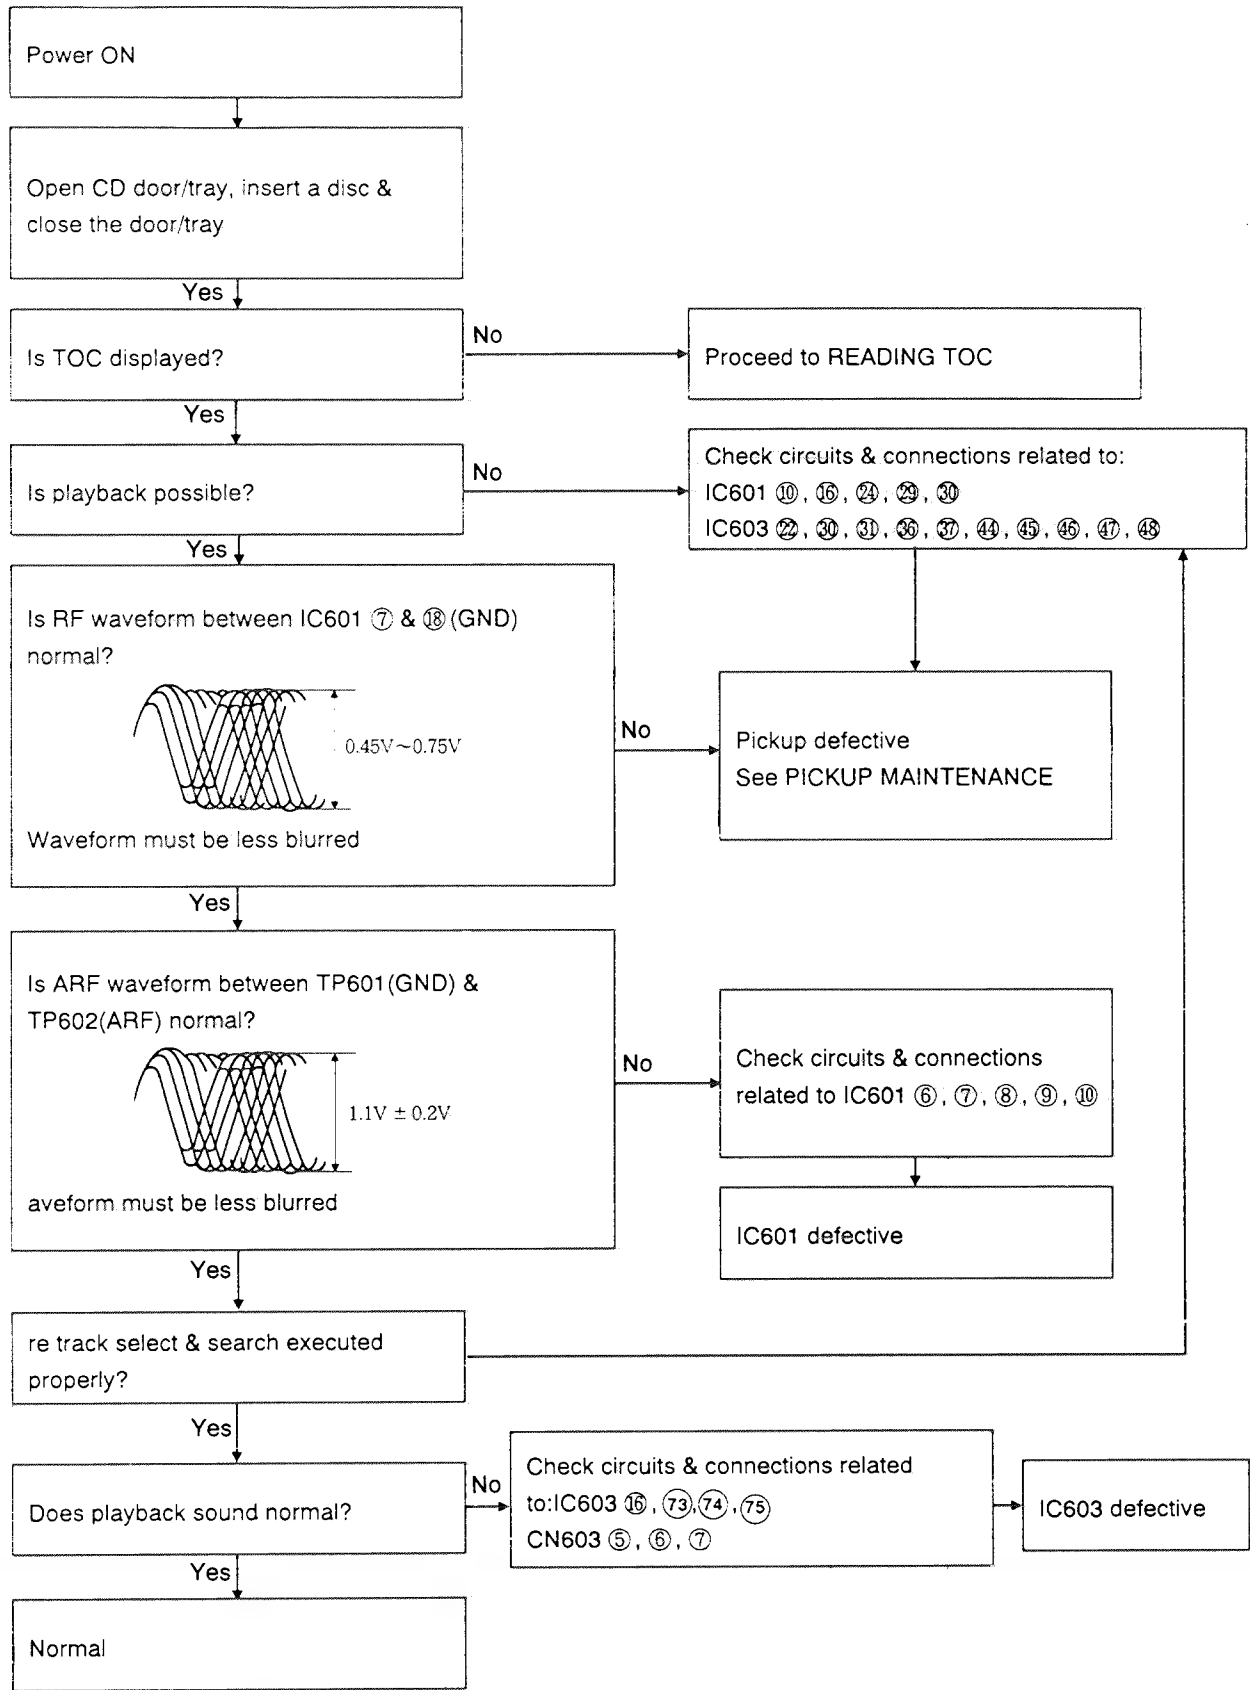 Power ON
Open CD door/tray, insert a disc &
close the door/tray
Yes
Is TOC displayed?
No
Proceed to READING TOC
Yes
Is playback possible?
No
Check circuits & connections related to:
IC601 ⑩, ⑯, ㉔, ㉙, ㉚
IC603 ㉒, ㉚, ㉛, ㊱, ㊲, ㊹, ㊺, ㊻, ㊼, ㊽
Yes
Is RF waveform between IC601 ⑦ & ⑱(GND)
normal?
0.45V~0.75V
Waveform must be less blurred
No
Pickup defective
See PICKUP MAINTENANCE
Yes
Is ARF waveform between TP601(GND) &
TP602(ARF) normal?
1.1V ± 0.2V
aveform must be less blurred
No
Check circuits & connections
related to IC601 ⑥, ⑦, ⑧, ⑨, ⑩
IC601 defective
Yes
re track select & search executed
properly?
Yes
Does playback sound normal?
No
Check circuits & connections related
to:IC603 ⑯, (73),(74), (75)
CN603 ⑤, ⑥, ⑦
IC603 defective
Yes
Normal